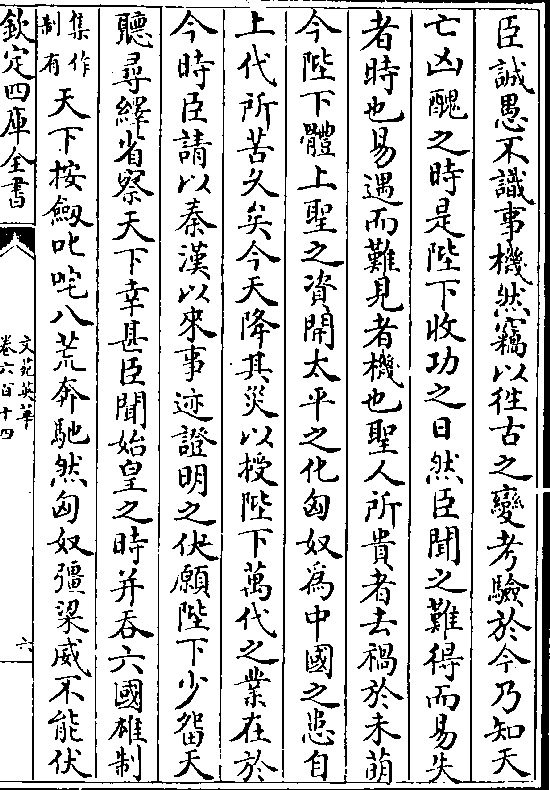 臣誠愚不識事機然竊以徃古之變考驗於今乃知天
亡凶醜之時是陛下收功之日然臣聞之難得而易失
者時也易遇而難見者機也聖人所貴者去禍於未萌
今陛下體上聖之資開太平之化匈奴為中國之患自
上代所苦久矣今天降其災以授陛下萬代之業在於
今時臣請以秦漢以來事迹證明之伏願陛下少留天
聽尋繹省察天下幸甚臣聞始皇之時并吞六國雄制
集作制有天下按劔叱咤八荒奔馳然匈奴彊梁威不能伏
欽定四庫全書
文苑英華
卷六百十四
六